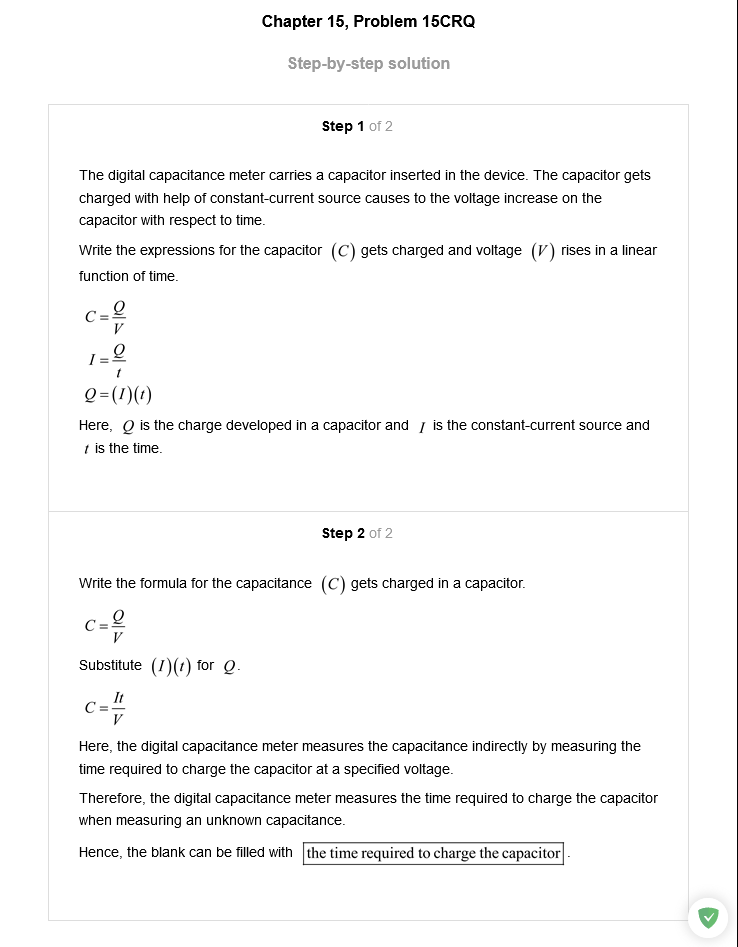 Chapter 15, Problem 15CRQ
Step-by-step solution
Step 1 of 2
The digital capacitance meter carries a capacitor inserted in the device. The capacitor gets
charged with help of constant-current source causes to the voltage increase on the
capacitor with respect to time.
Write the expressions for the capacitor (C) gets charged and voltage (V) rises in a linear
function of time.
C = Q/V
I = Q/t
Q = (I)(t)
Here, Q is the charge developed in a capacitor and I is the constant-current source and
t is the time.
Step 2 of 2
Write the formula for the capacitance (C) gets charged in a capacitor.
C = Q/V
Substitute (I)(t) for Q.
C = It/V
Here, the digital capacitance meter measures the capacitance indirectly by measuring the
time required to charge the capacitor at a specified voltage.
Therefore, the digital capacitance meter measures the time required to charge the capacitor
when measuring an unknown capacitance.
Hence, the blank can be filled with the time required to charge the capacitor.